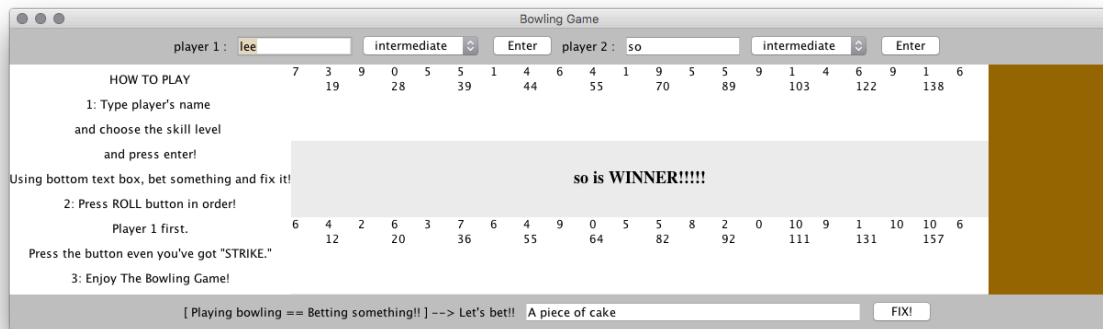 Bowling Game
player 1 : lee intermediate Enter player 2 : so intermediate Enter
HOW TO PLAY
1: Type player's name
and choose the skill level
and press enter!
Using bottom text box, bet something and fix it!
2: Press ROLL button in order!
Player 1 first.
Press the button even you've got "STRIKE."
3: Enjoy The Bowling Game!
7 3 9 0 5 5 1 4 6 4 1 9 5 5 9 1 4 6 9 1 6
19 28 39 44 55 70 89 103 122 138
so is WINNER!!!!!
6 4 2 6 3 7 6 4 9 0 5 5 8 2 0 10 9 1 10 10 6
12 20 36 55 64 82 92 111 131 157
[ Playing bowling == Betting something!! ] --> Let's bet!! A piece of cake FIX!